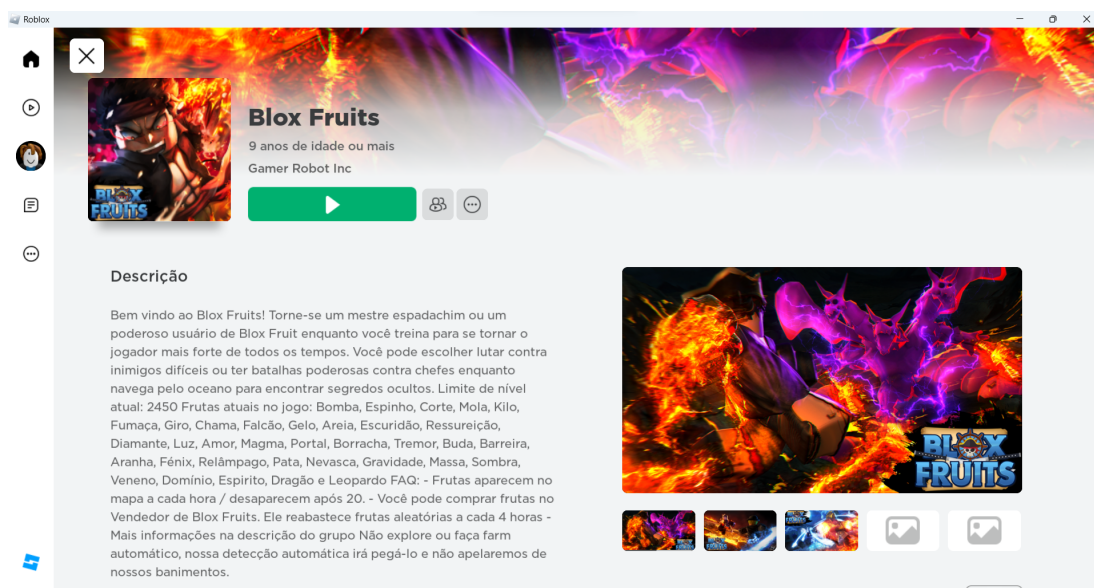 Roblox
BLOX
FRUITS
Blox Fruits
9 anos de idade ou mais
Gamer Robot Inc
Descrição
Bem vindo ao Blox Fruits! Torne-se um mestre espadachim ou um
poderoso usuário de Blox Fruit enquanto você treina para se tornar o
jogador mais forte de todos os tempos. Você pode escolher lutar contra
inimigos difíceis ou ter batalhas poderosas contra chefes enquanto
navega pelo oceano para encontrar segredos ocultos. Limite de nível
atual: 2450 Frutas atuais no jogo: Bomba, Espinho, Corte, Mola, Kilo,
Fumaça, Giro, Chama, Falcão, Gelo, Areia, Escuridão, Ressureição,
Diamante, Luz, Amor, Magma, Portal, Borracha, Tremor, Buda, Barreira,
Aranha, Fénix, Relâmpago, Pata, Nevasca, Gravidade, Massa, Sombra,
Veneno, Domínio, Espirito, Dragão e Leopardo FAQ: - Frutas aparecem no
mapa a cada hora / desaparecem após 20. - Você pode comprar frutas no
Vendedor de Blox Fruits. Ele reabastece frutas aleatórias a cada 4 horas -
Mais informações na descrição do grupo Não explore ou faça farm
automático, nossa detecção automática irá pegá-lo e não apelaremos de
nossos banimentos.
BLOX
FRUITS